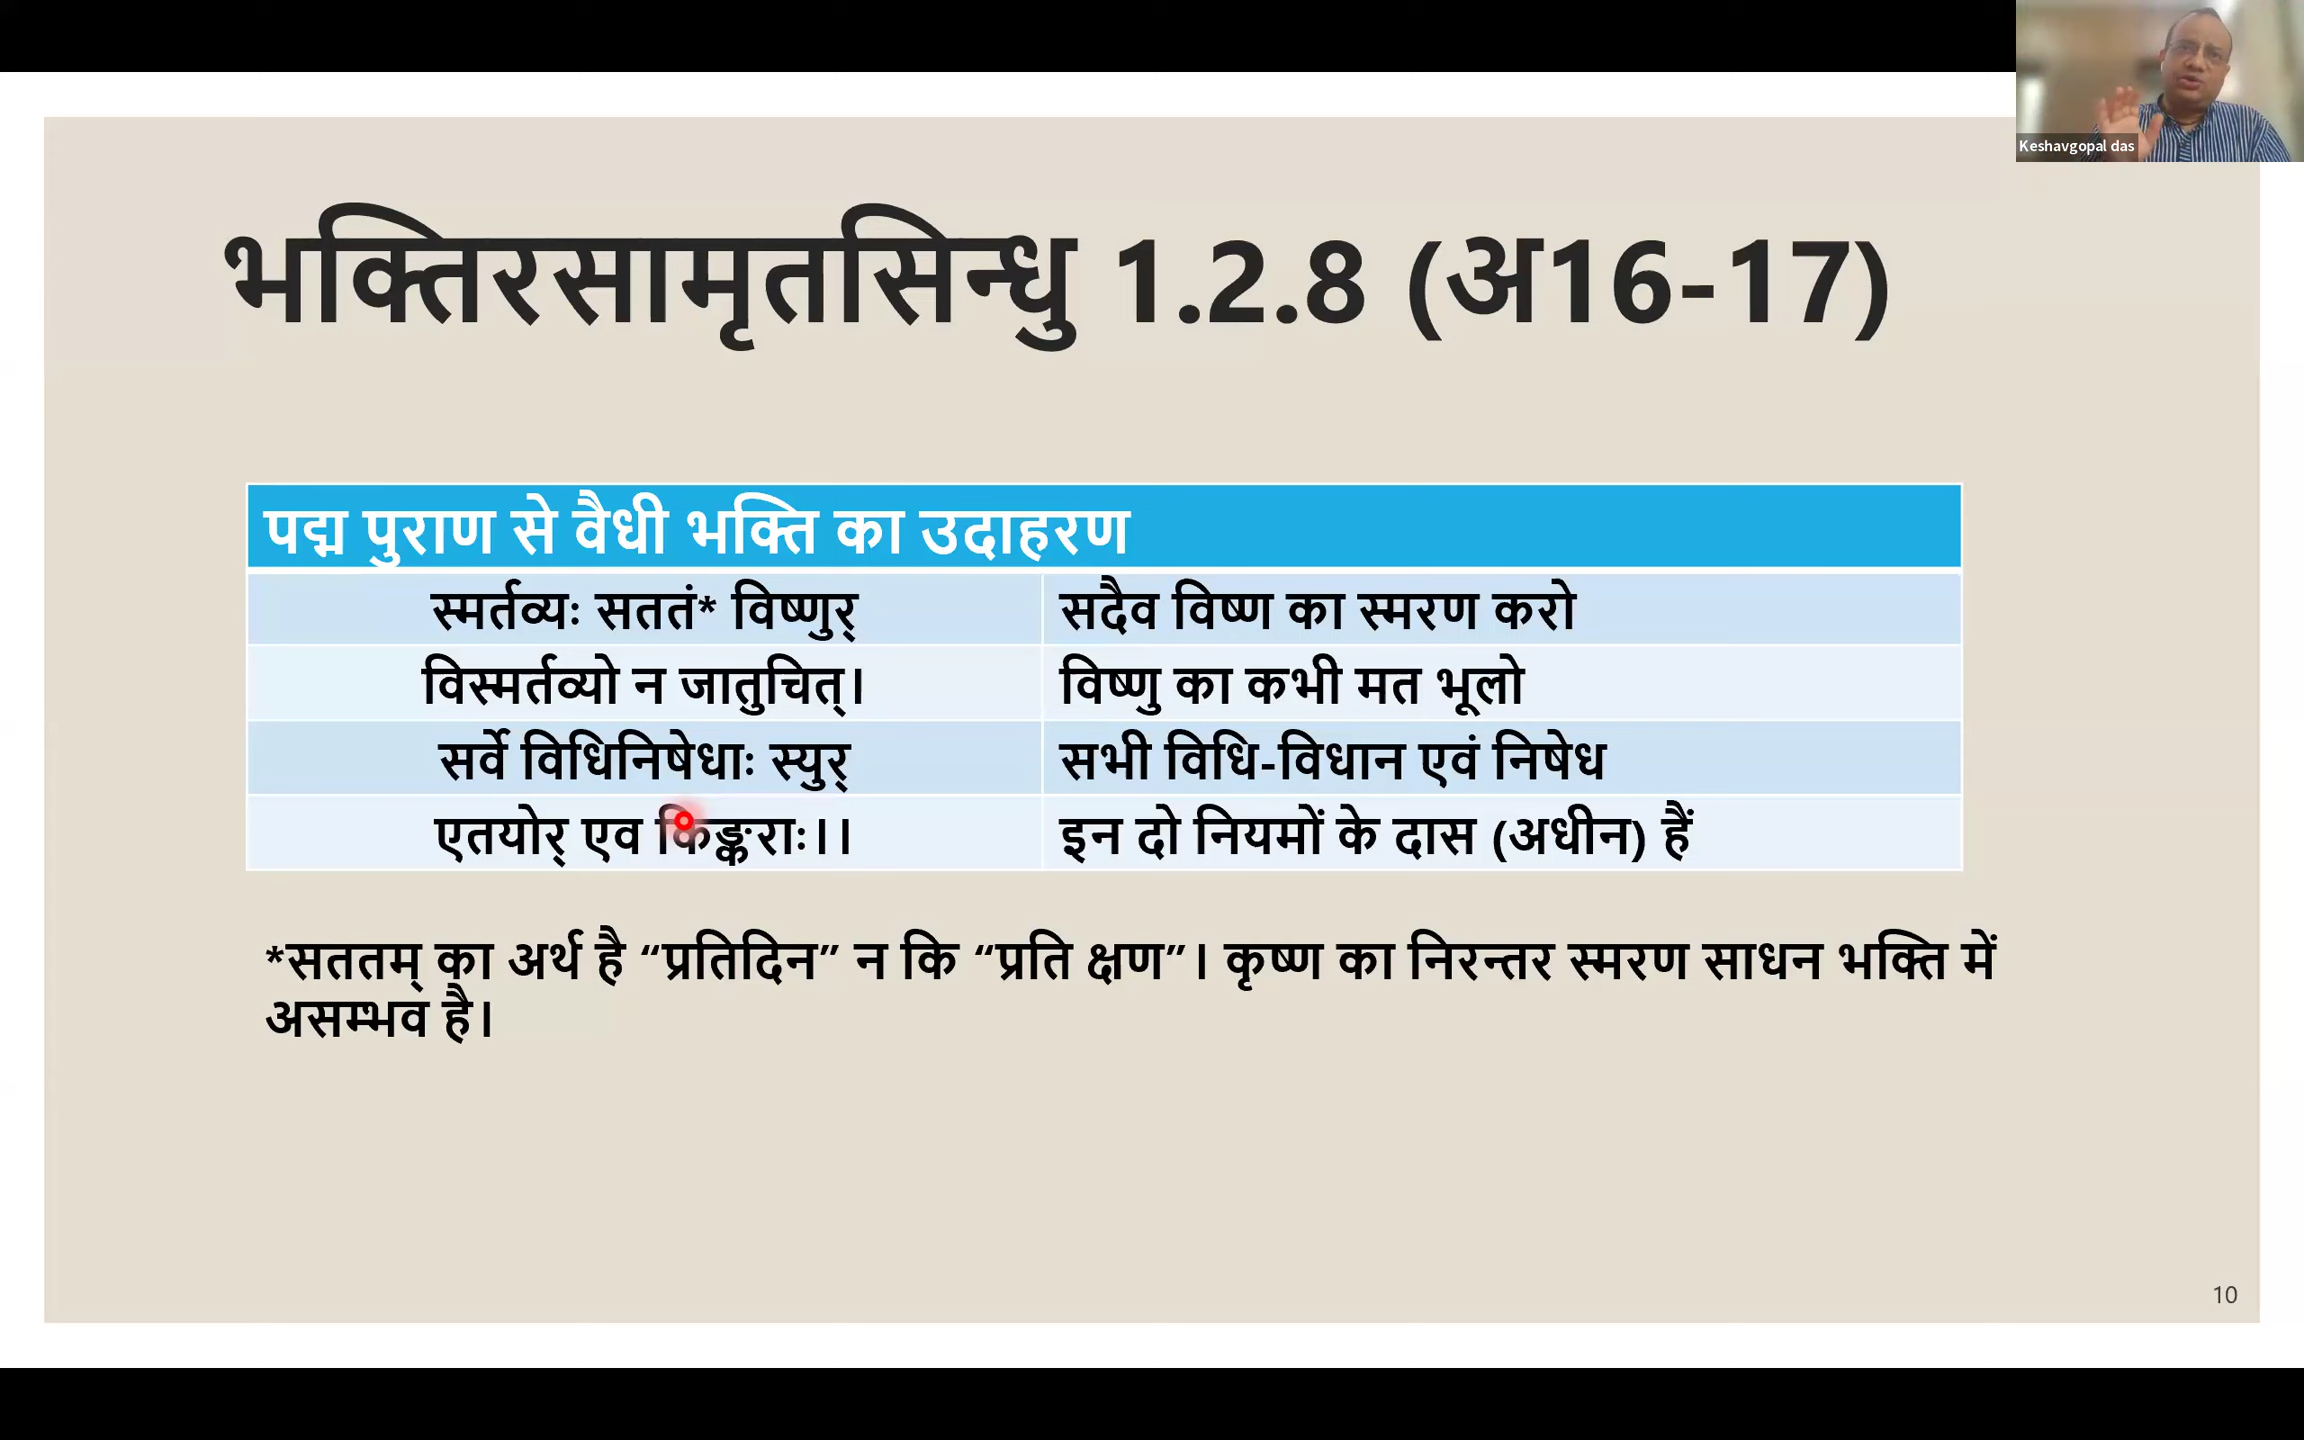 Keshavgopal das
भक्तिरसामृतसिन्धु 1.2.8 (अ16-17)
पद्म पुराण से वैधी भक्ति का उदाहरण
स्मर्तव्यः सततं* विष्णुर् सदैव विष्ण का स्मरण करो
विस्मर्तव्यो न जातुचित्। विष्णु का कभी मत भूलो
सर्वे विधिनिषेधाः स्युर् सभी विधि-विधान एवं निषेध
एतयोर् एव किङ्कराः।। इन दो नियमों के दास (अधीन) हैं
*सततम् का अर्थ है “प्रतिदिन” न कि “प्रति क्षण”। कृष्ण का निरन्तर स्मरण साधन भक्ति में
असम्भव है।
10